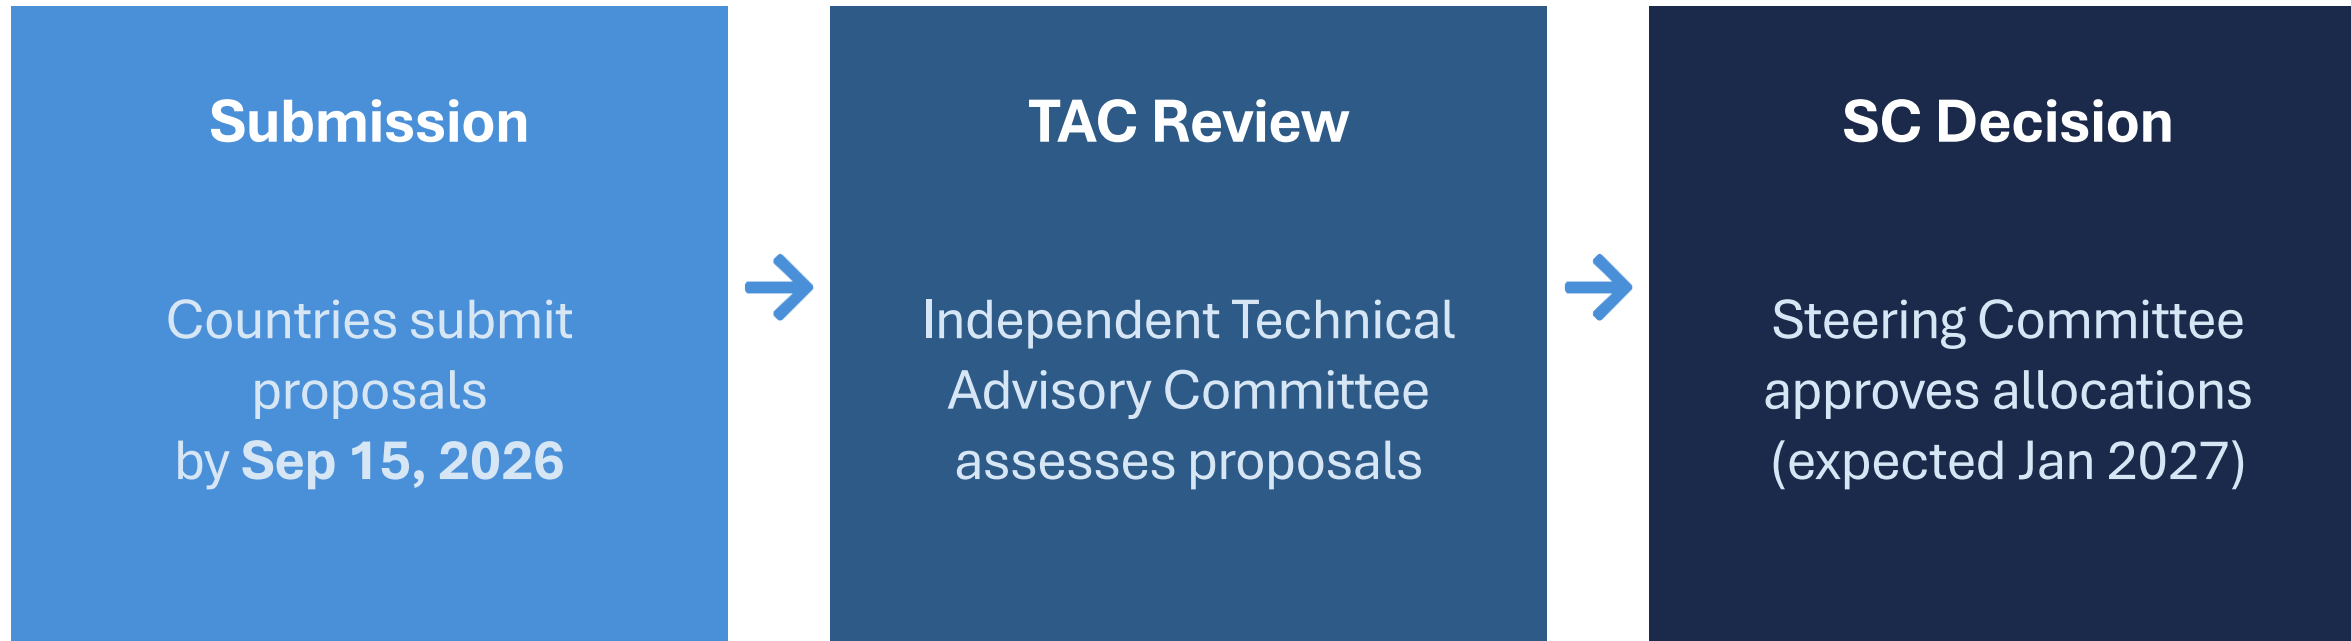 Submission
Countries submit
proposals
by Sep 15, 2026
TAC Review
Independent Technical
Advisory Committee
assesses proposals
SC Decision
Steering Committee
approves allocations
(expected Jan 2027)